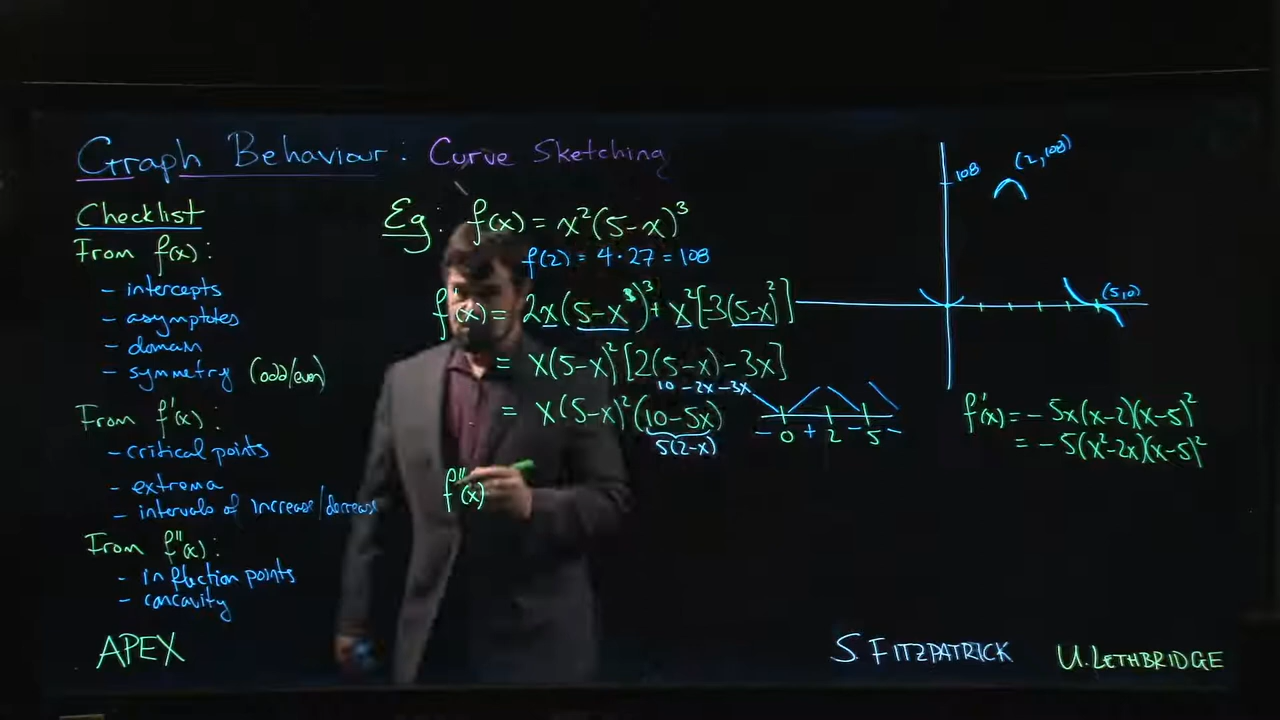 Graph Behaviour: Curve Sketching
Checklist
From f(x):
- intercepts
- asymptotes
- domain
- symmetry (odd/even)
From f'(x):
- critical points
- extrema
- intervals of increase/decrease
From f''(x):
- inflection points
- concavity
APEX
Eg: f(x) = x²(5-x)³
f(2) = 4·27 = 108
f'(x) = 2x(5-x)³ + x²[-3(5-x)²]
= x(5-x)²[2(5-x)-3x]
10-2x-3x
= x(5-x)²(10-5x)
5(2-x)
- 0 + 2 - 5 -
f''(x)
108
(2,108)
(5,0)
f'(x) = -5x(x-2)(x-5)²
= -5(x²-2x)(x-5)²
S. FITZPATRICK
U. LETHBRIDGE